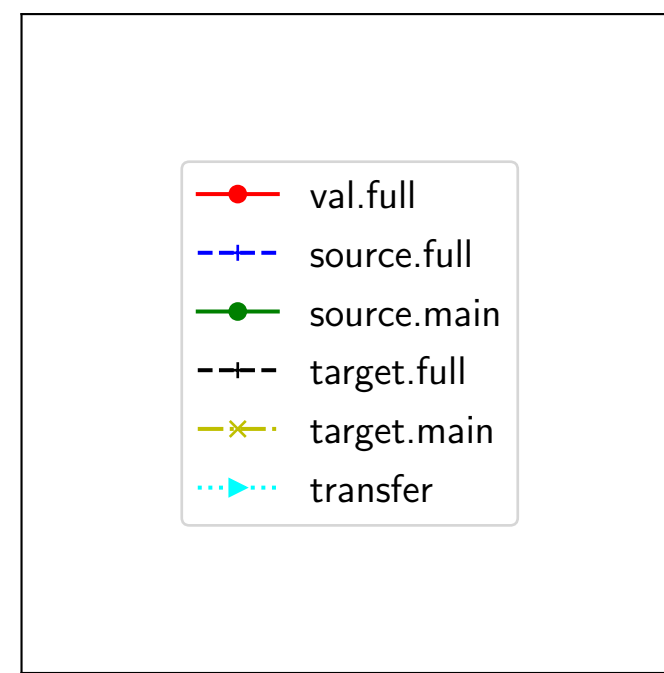 val.full
source.full
source.main
target.full
target.main
transfer